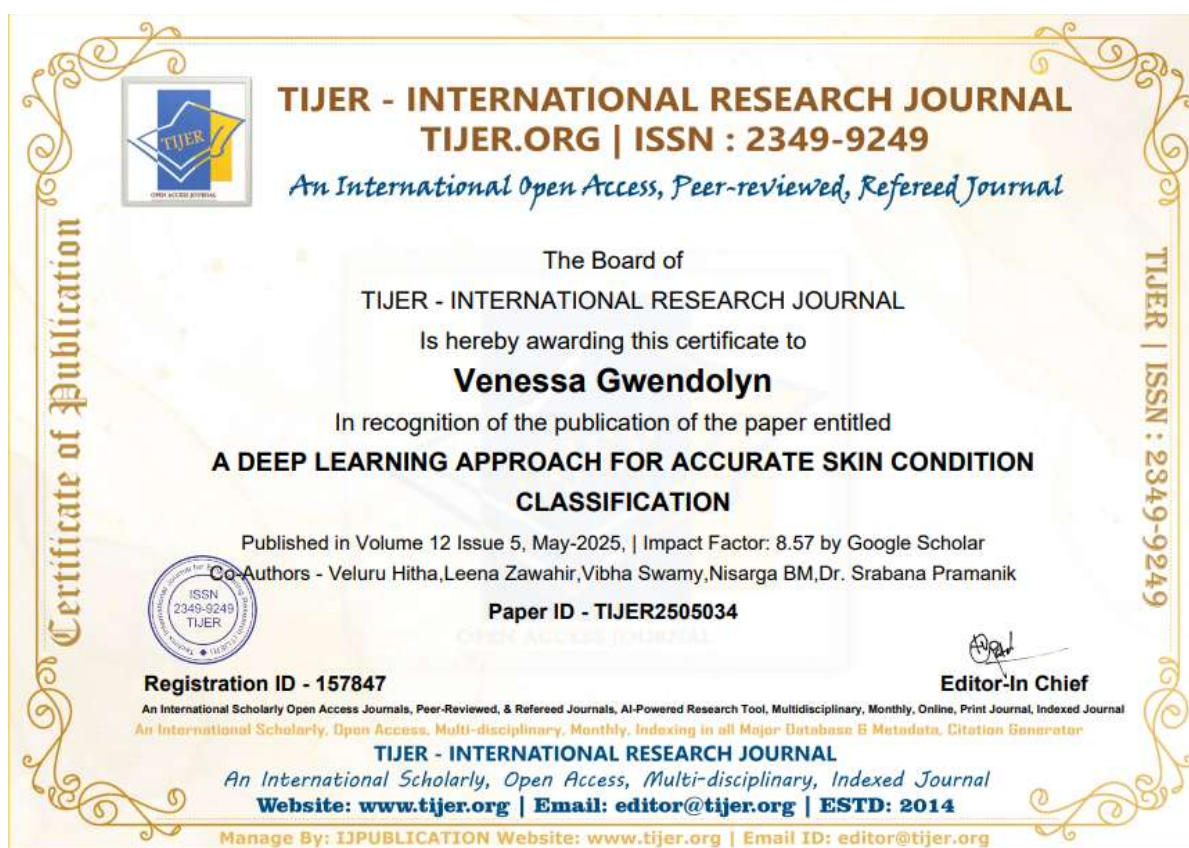 TIJER - INTERNATIONAL RESEARCH JOURNAL
TIJER.ORG | ISSN : 2349-9249
An International Open Access, Peer-reviewed, Refereed Journal
TIJER
OPEN ACCESS JOURNAL
Certificate of Publication
TIJER | ISSN : 2349-9249
The Board of
TIJER - INTERNATIONAL RESEARCH JOURNAL
Is hereby awarding this certificate to
Venessa Gwendolyn
In recognition of the publication of the paper entitled
A DEEP LEARNING APPROACH FOR ACCURATE SKIN CONDITION
CLASSIFICATION
Published in Volume 12 Issue 5, May-2025, | Impact Factor: 8.57 by Google Scholar
Co-Authors - Veluru Hitha,Leena Zawahir,Vibha Swamy,Nisarga BM,Dr. Srabana Pramanik
ISSN
2349-9249
TIJER
Paper ID - TIJER2505034
OPEN ACCESS JOURNAL
Registration ID - 157847
Editor-In Chief
An International Scholarly Open Access Journals, Peer-Reviewed, & Refereed Journals, AI-Powered Research Tool, Multidisciplinary, Monthly, Online, Print Journal, Indexed Journal
An International Scholarly, Open Access, Multi-disciplinary, Monthly, Indexing in all Major Database & Metadata, Citation Generator
TIJER - INTERNATIONAL RESEARCH JOURNAL
An International Scholarly, Open Access, Multi-disciplinary, Indexed Journal
Website: www.tijer.org | Email: editor@tijer.org | ESTD: 2014
Manage By: IJPUBLICATION Website: www.tijer.org | Email ID: editor@tijer.org